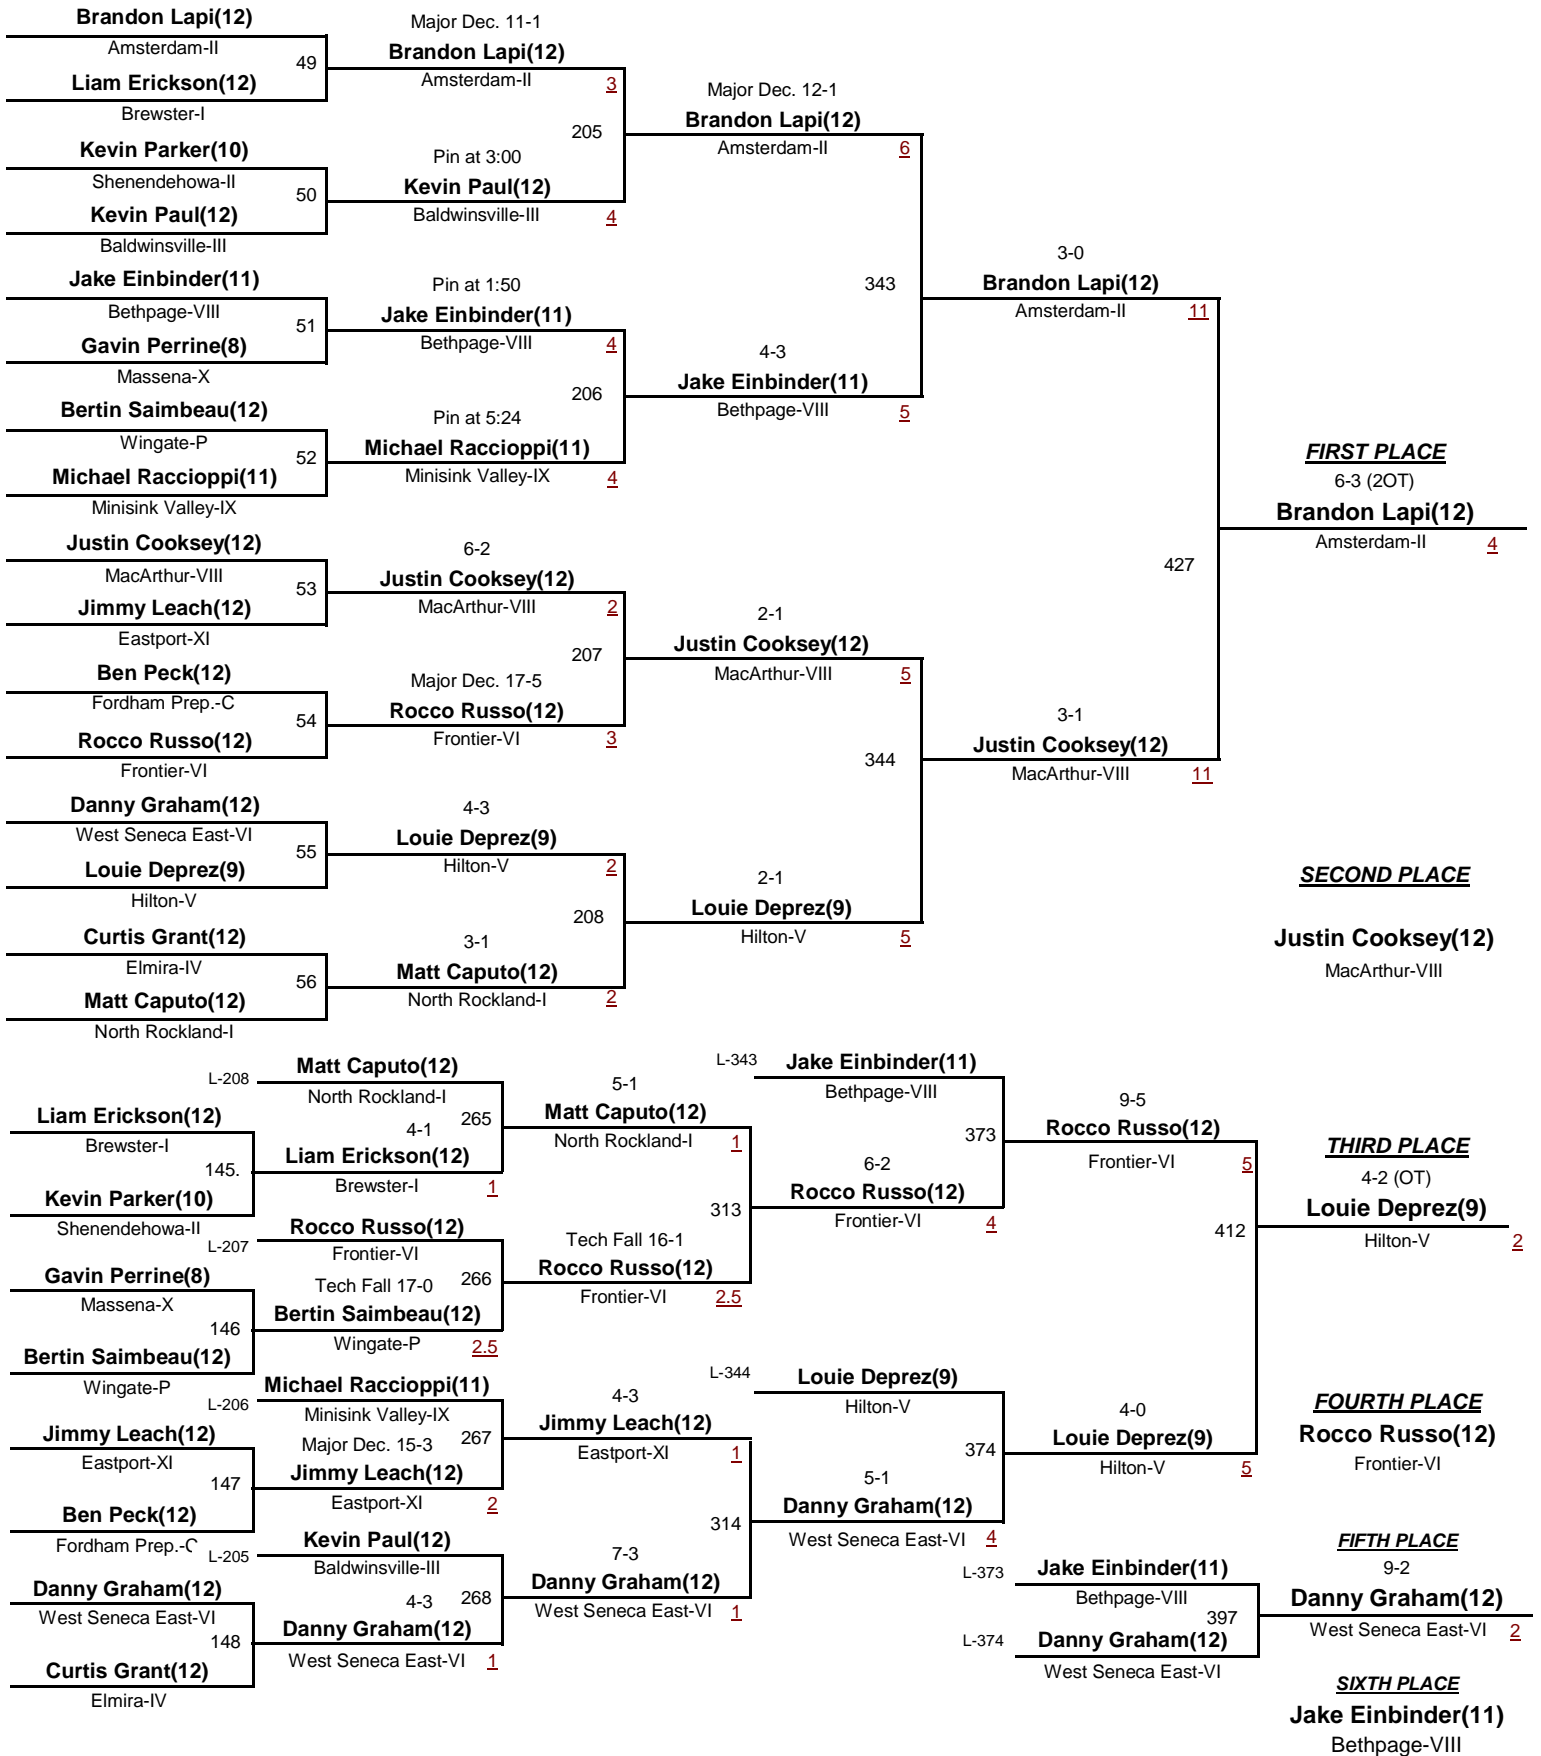 Brandon Lapi(12)
Amsterdam-II
49
Liam Erickson(12)
Brewster-I
Kevin Parker(10)
Shenendehowa-II
50
Kevin Paul(12)
Baldwinsville-III
Jake Einbinder(11)
Bethpage-VIII
51
Gavin Perrine(8)
Massena-X
Bertin Saimbeau(12)
Wingate-P
52
Michael Raccioppi(11)
Minisink Valley-IX
Justin Cooksey(12)
MacArthur-VIII
53
Jimmy Leach(12)
Eastport-XI
Ben Peck(12)
Fordham Prep.-C
54
Rocco Russo(12)
Frontier-VI
Danny Graham(12)
West Seneca East-VI
55
Louie Deprez(9)
Hilton-V
Curtis Grant(12)
Elmira-IV
56
Matt Caputo(12)
North Rockland-I
Major Dec. 11-1
Brandon Lapi(12)
Amsterdam-II
3
205
Pin at 3:00
Kevin Paul(12)
Baldwinsville-III
4
Pin at 1:50
Jake Einbinder(11)
Bethpage-VIII
4
206
Pin at 5:24
Michael Raccioppi(11)
Minisink Valley-IX
4
6-2
Justin Cooksey(12)
MacArthur-VIII
2
207
Major Dec. 17-5
Rocco Russo(12)
Frontier-VI
3
4-3
Louie Deprez(9)
Hilton-V
2
208
3-1
Matt Caputo(12)
North Rockland-I
2
Major Dec. 12-1
Brandon Lapi(12)
Amsterdam-II
6
343
4-3
Jake Einbinder(11)
Bethpage-VIII
5
2-1
Justin Cooksey(12)
MacArthur-VIII
5
344
2-1
Louie Deprez(9)
Hilton-V
5
3-0
Brandon Lapi(12)
Amsterdam-II
11
427
3-1
Justin Cooksey(12)
MacArthur-VIII
11
FIRST PLACE
6-3 (2OT)
Brandon Lapi(12)
Amsterdam-II
4
SECOND PLACE
Justin Cooksey(12)
MacArthur-VIII
Liam Erickson(12)
Brewster-I
145.
Kevin Parker(10)
Shenendehowa-II
Gavin Perrine(8)
Massena-X
146
Bertin Saimbeau(12)
Wingate-P
Jimmy Leach(12)
Eastport-XI
147
Ben Peck(12)
Fordham Prep.-C
Danny Graham(12)
West Seneca East-VI
148
Curtis Grant(12)
Elmira-IV
L-208
Matt Caputo(12)
North Rockland-I
265
4-1
Liam Erickson(12)
Brewster-I
1
L-207
Rocco Russo(12)
Frontier-VI
266
Tech Fall 17-0
Bertin Saimbeau(12)
Wingate-P
2.5
L-206
Michael Raccioppi(11)
Minisink Valley-IX
267
Major Dec. 15-3
Jimmy Leach(12)
Eastport-XI
2
L-205
Kevin Paul(12)
Baldwinsville-III
268
4-3
Danny Graham(12)
West Seneca East-VI
1
5-1
Matt Caputo(12)
North Rockland-I
1
313
Tech Fall 16-1
Rocco Russo(12)
Frontier-VI
2.5
4-3
Jimmy Leach(12)
Eastport-XI
1
314
7-3
Danny Graham(12)
West Seneca East-VI
1
L-343
Jake Einbinder(11)
Bethpage-VIII
373
6-2
Rocco Russo(12)
Frontier-VI
4
L-344
Louie Deprez(9)
Hilton-V
374
5-1
Danny Graham(12)
West Seneca East-VI
4
9-5
Rocco Russo(12)
Frontier-VI
5
412
4-0
Louie Deprez(9)
Hilton-V
5
THIRD PLACE
4-2 (OT)
Louie Deprez(9)
Hilton-V
2
FOURTH PLACE
Rocco Russo(12)
Frontier-VI
L-373
Jake Einbinder(11)
Bethpage-VIII
397
L-374
Danny Graham(12)
West Seneca East-VI
FIFTH PLACE
9-2
Danny Graham(12)
West Seneca East-VI
2
SIXTH PLACE
Jake Einbinder(11)
Bethpage-VIII